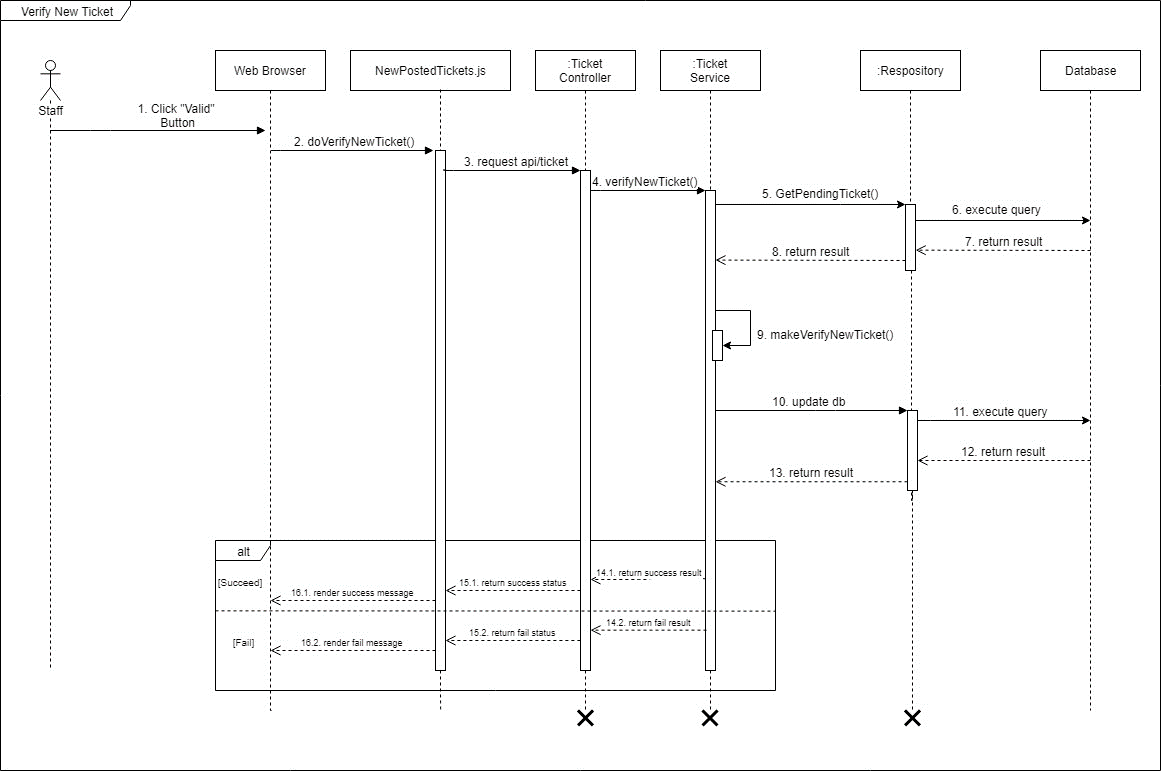 Verify New Ticket
Staff
Web Browser
NewPostedTickets.js
:Ticket
Controller
:Ticket
Service
:Respository
Database
1. Click "Valid"
Button
2. doVerifyNewTicket()
3. request api/ticket
4. verifyNewTicket()
5. GetPendingTicket()
6. execute query
7. return result
8. return result
9. makeVerifyNewTicket()
10. update db
11. execute query
12. return result
13. return result
alt
[Succeed]
14.1. return success result
15.1. return success status
16.1. render success message
[Fail]
14.2. return fail result
15.2. return fail status
16.2. render fail message